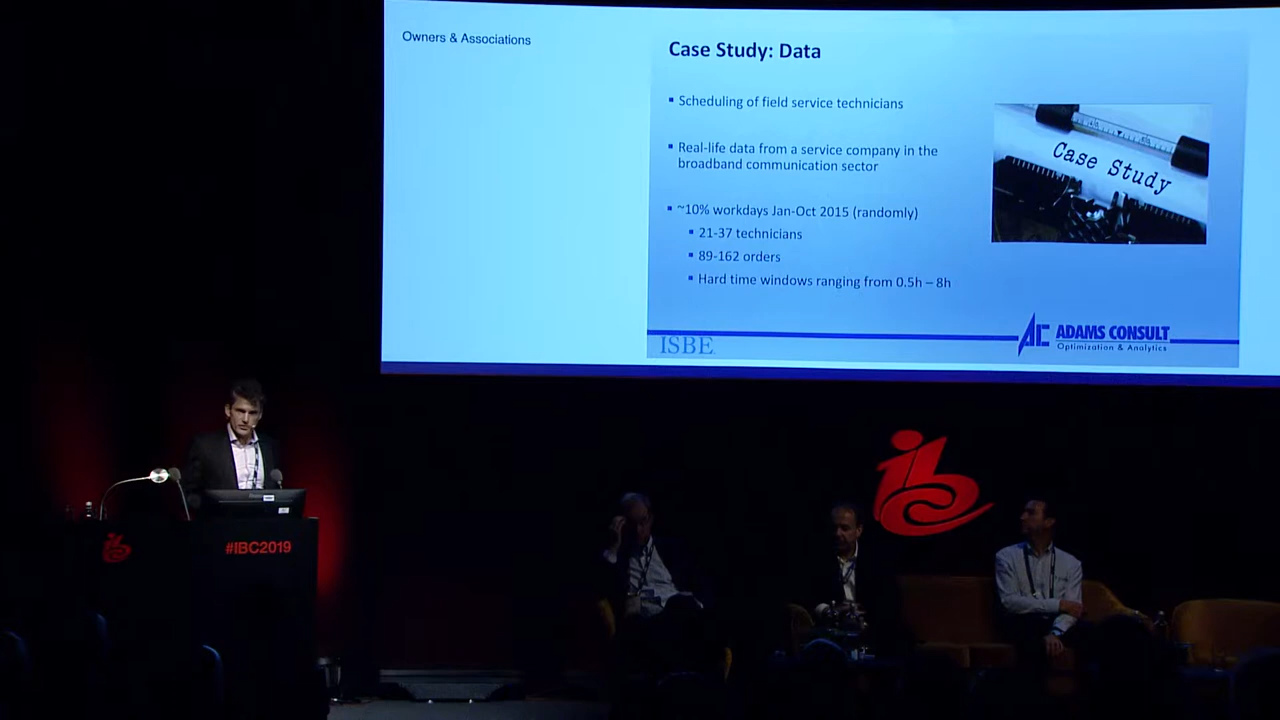 Owners & Associations
Case Study: Data
▪ Scheduling of field service technicians
▪ Real-life data from a service company in the
broadband communication sector
▪ ~10% workdays Jan-Oct 2015 (randomly)
▪ 21-37 technicians
▪ 89-162 orders
▪ Hard time windows ranging from 0.5h – 8h
Case Study
ISBE
AC ADAMS CONSULT
Optimization & Analytics
ibc
#IBC2019